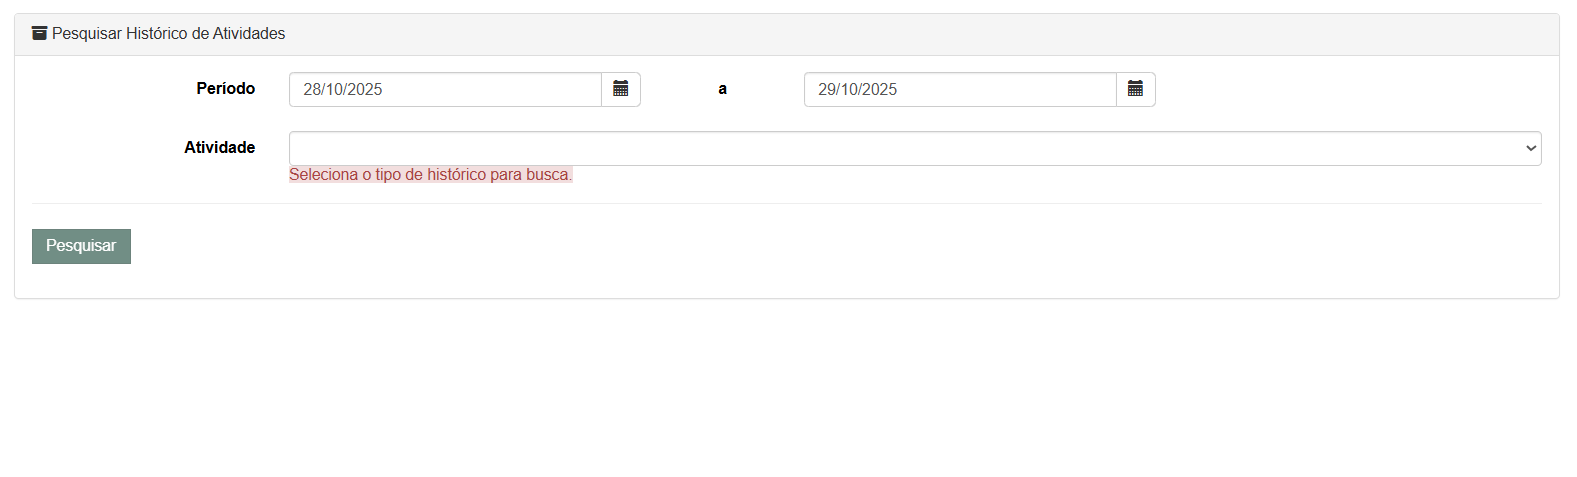 Pesquisar Histórico de Atividades
Período 28/10/2025 a 29/10/2025
Atividade
Seleciona o tipo de histórico para busca.
Pesquisar